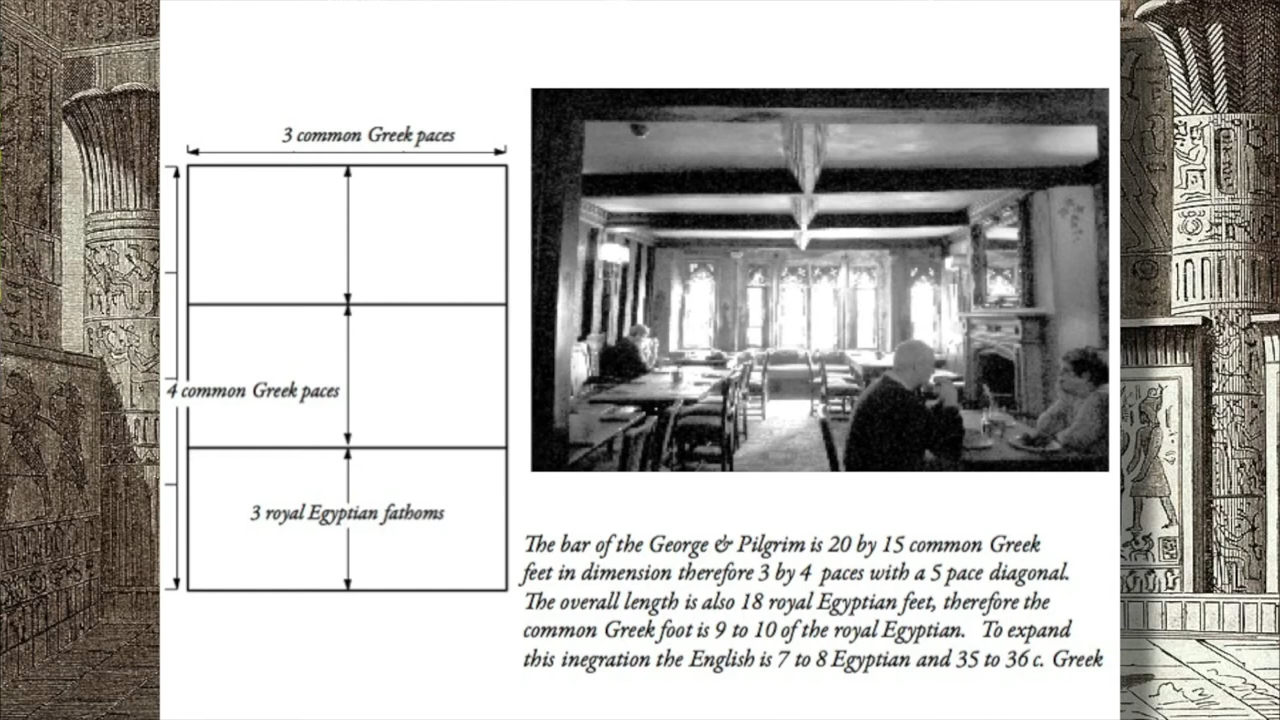 3 common Greek paces
4 common Greek paces
3 royal Egyptian fathoms
The bar of the George & Pilgrim is 20 by 15 common Greek
feet in dimension therefore 3 by 4 paces with a 5 pace diagonal.
The overall length is also 18 royal Egyptian feet, therefore the
common Greek foot is 9 to 10 of the royal Egyptian. To expand
this inegration the English is 7 to 8 Egyptian and 35 to 36 c. Greek